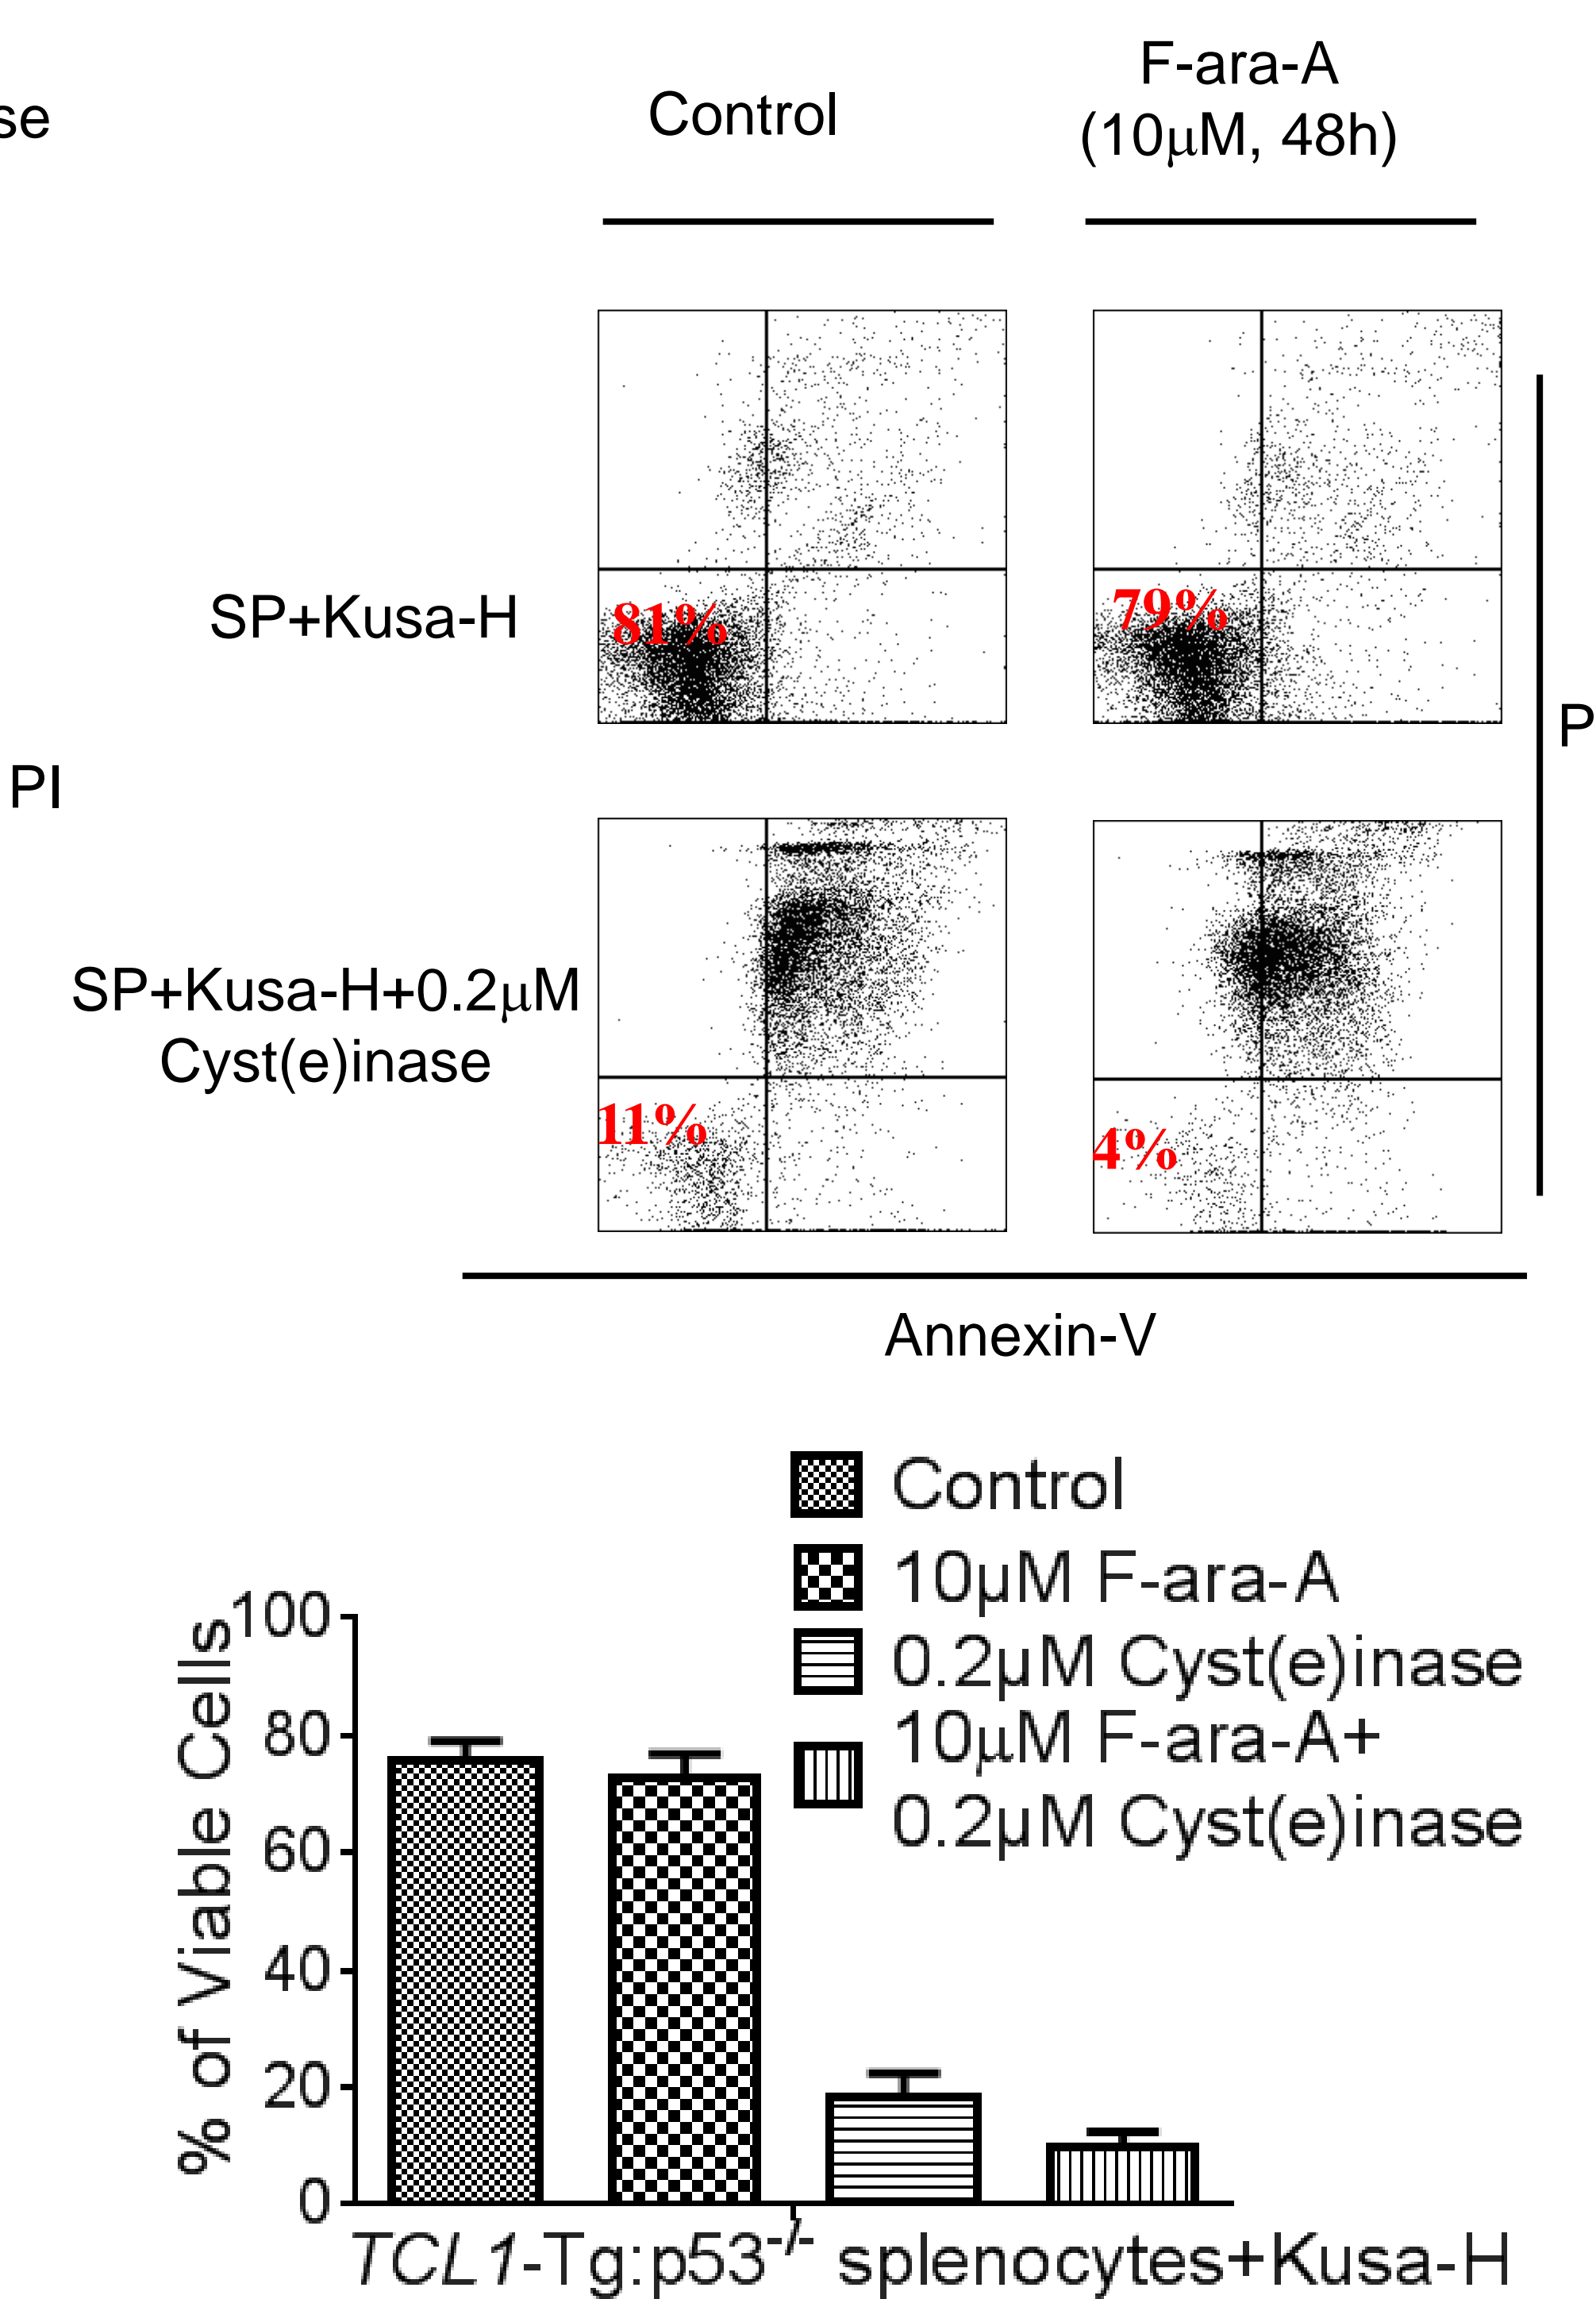 se
Control
F-ara-A
(10μM, 48h)
SP+Kusa-H
81%
79%
P
PI
SP+Kusa-H+0.2μM
Cyst(e)inase
11%
4%
Annexin-V
Control
10μM F-ara-A
0.2μM Cyst(e)inase
10μM F-ara-A+
0.2μM Cyst(e)inase
% of Viable Cells
100
80
60
40
20
0
TCL1-Tg:p53-/- splenocytes+Kusa-H